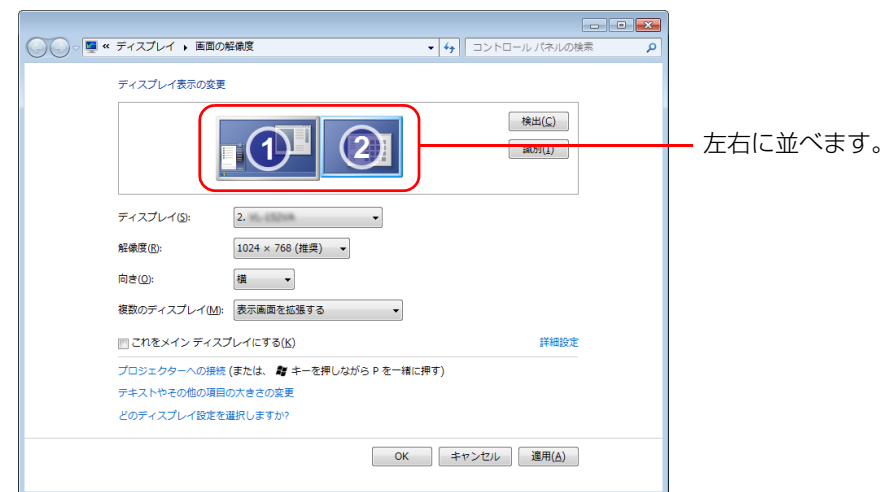 « ディスプレイ ▸ 画面の解像度
コントロール パネルの検索
ディスプレイ表示の変更
1
2
検出(C)
識別(I)
左右に並べます。
ディスプレイ(S):
2.
解像度(R):
1024 × 768 (推奨)
向き(O):
横
複数のディスプレイ(M):
表示画面を拡張する
これをメイン ディスプレイにする(K)
詳細設定
プロジェクターへの接続 (または、 キーを押しながら P を一緒に押す)
テキストやその他の項目の大きさの変更
どのディスプレイ設定を選択しますか?
OK
キャンセル
適用(A)